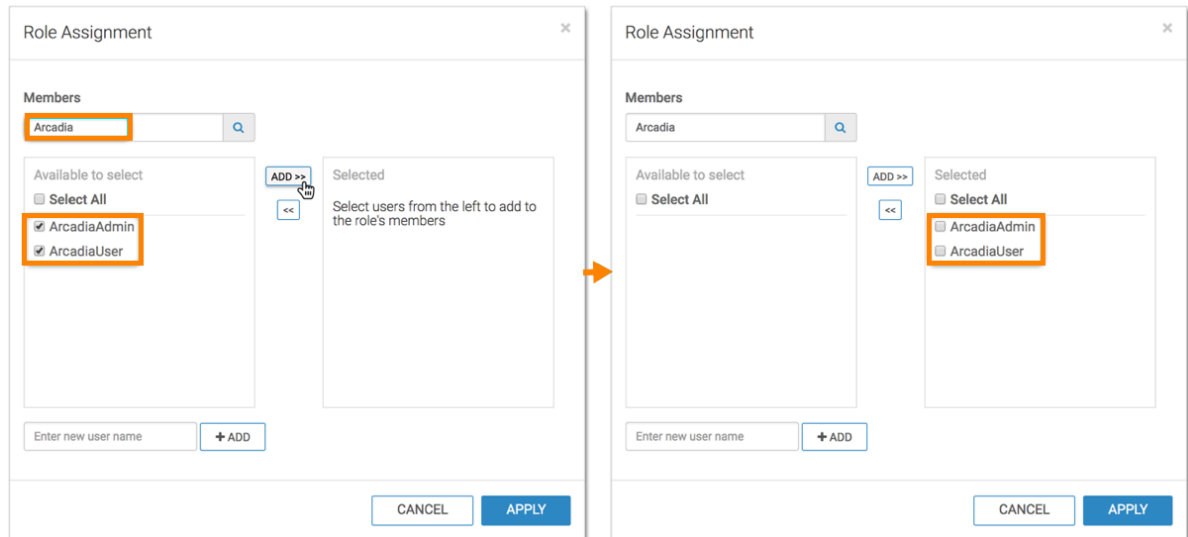 Role Assignment ×
Members
Arcadia
Available to select
Select All
ArcadiaAdmin
ArcadiaUser
ADD >>
<<
Selected
Select users from the left to add to
the role's members
Enter new user name
+ ADD
CANCEL
APPLY
Role Assignment ×
Members
Arcadia
Available to select
Select All
ADD >>
<<
Selected
Select All
ArcadiaAdmin
ArcadiaUser
Enter new user name
+ ADD
CANCEL
APPLY